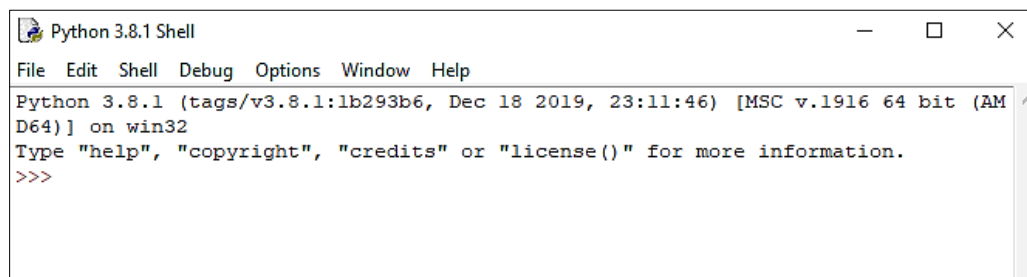 Python 3.8.1 Shell
File Edit Shell Debug Options Window Help
Python 3.8.1 (tags/v3.8.1:1b293b6, Dec 18 2019, 23:11:46) [MSC v.1916 64 bit (AM
D64)] on win32
Type "help", "copyright", "credits" or "license()" for more information.
>>>